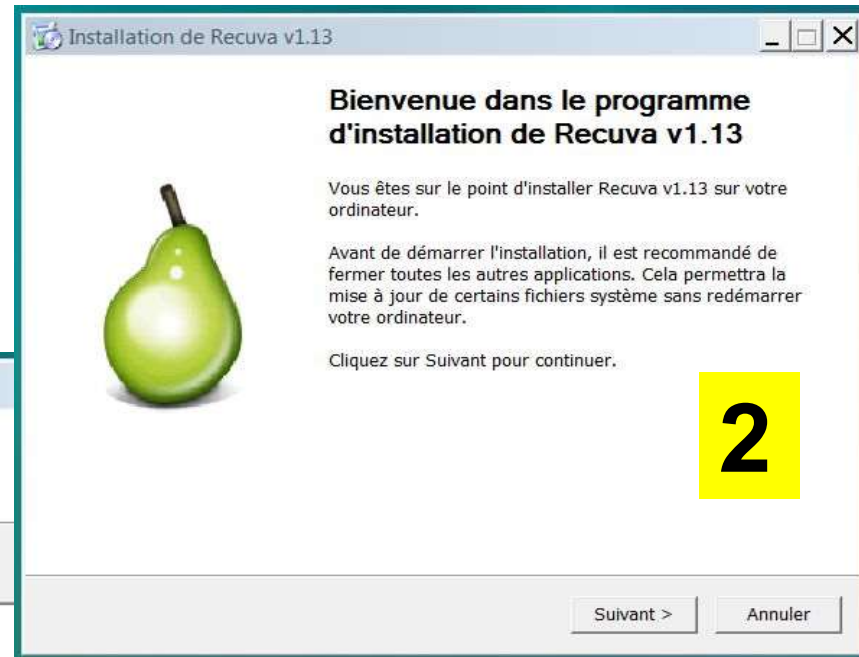 Installation de Recuva v1.13
Bienvenue dans le programme
d'installation de Recuva v1.13
Vous êtes sur le point d'installer Recuva v1.13 sur votre
ordinateur.
Avant de démarrer l'installation, il est recommandé de
fermer toutes les autres applications. Cela permettra la
mise à jour de certains fichiers système sans redémarrer
votre ordinateur.
Cliquez sur Suivant pour continuer.
2
Suivant >
Annuler